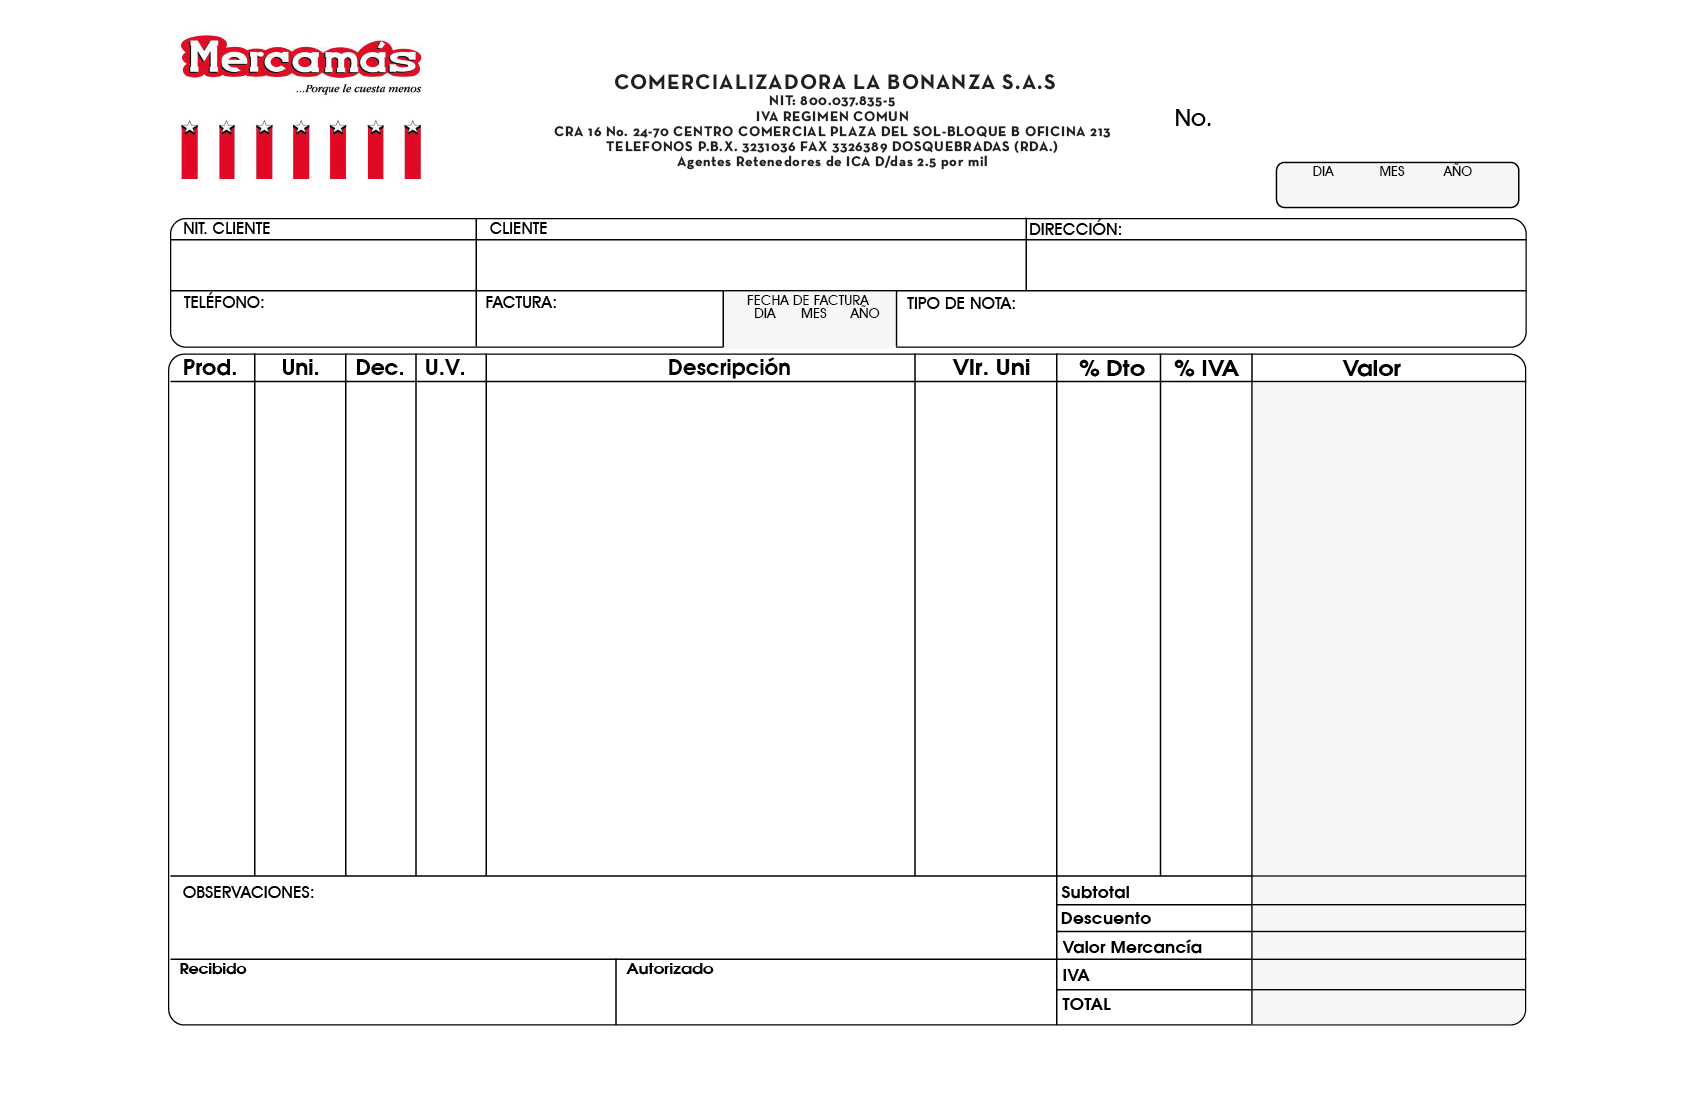 Mercamás
...Porque le cuesta menos
COMERCIALIZADORA LA BONANZA S.A.S
NIT: 800.037.835-5
IVA REGIMEN COMUN
CRA 16 No. 24-70 CENTRO COMERCIAL PLAZA DEL SOL-BLOQUE B OFICINA 213
TELEFONOS P.B.X. 3231036 FAX 3326389 DOSQUEBRADAS (RDA.)
Agentes Retenedores de ICA D/das 2.5 por mil
No.
DIA MES AÑO
NIT. CLIENTE CLIENTE DIRECCIÓN:
TELÉFONO: FACTURA: FECHA DE FACTURA TIPO DE NOTA:
DIA MES AÑO
Prod. Uni. Dec. U.V. Descripción Vlr. Uni % Dto % IVA Valor
OBSERVACIONES: Subtotal
Descuento
Valor Mercancía
Recibido Autorizado IVA
TOTAL